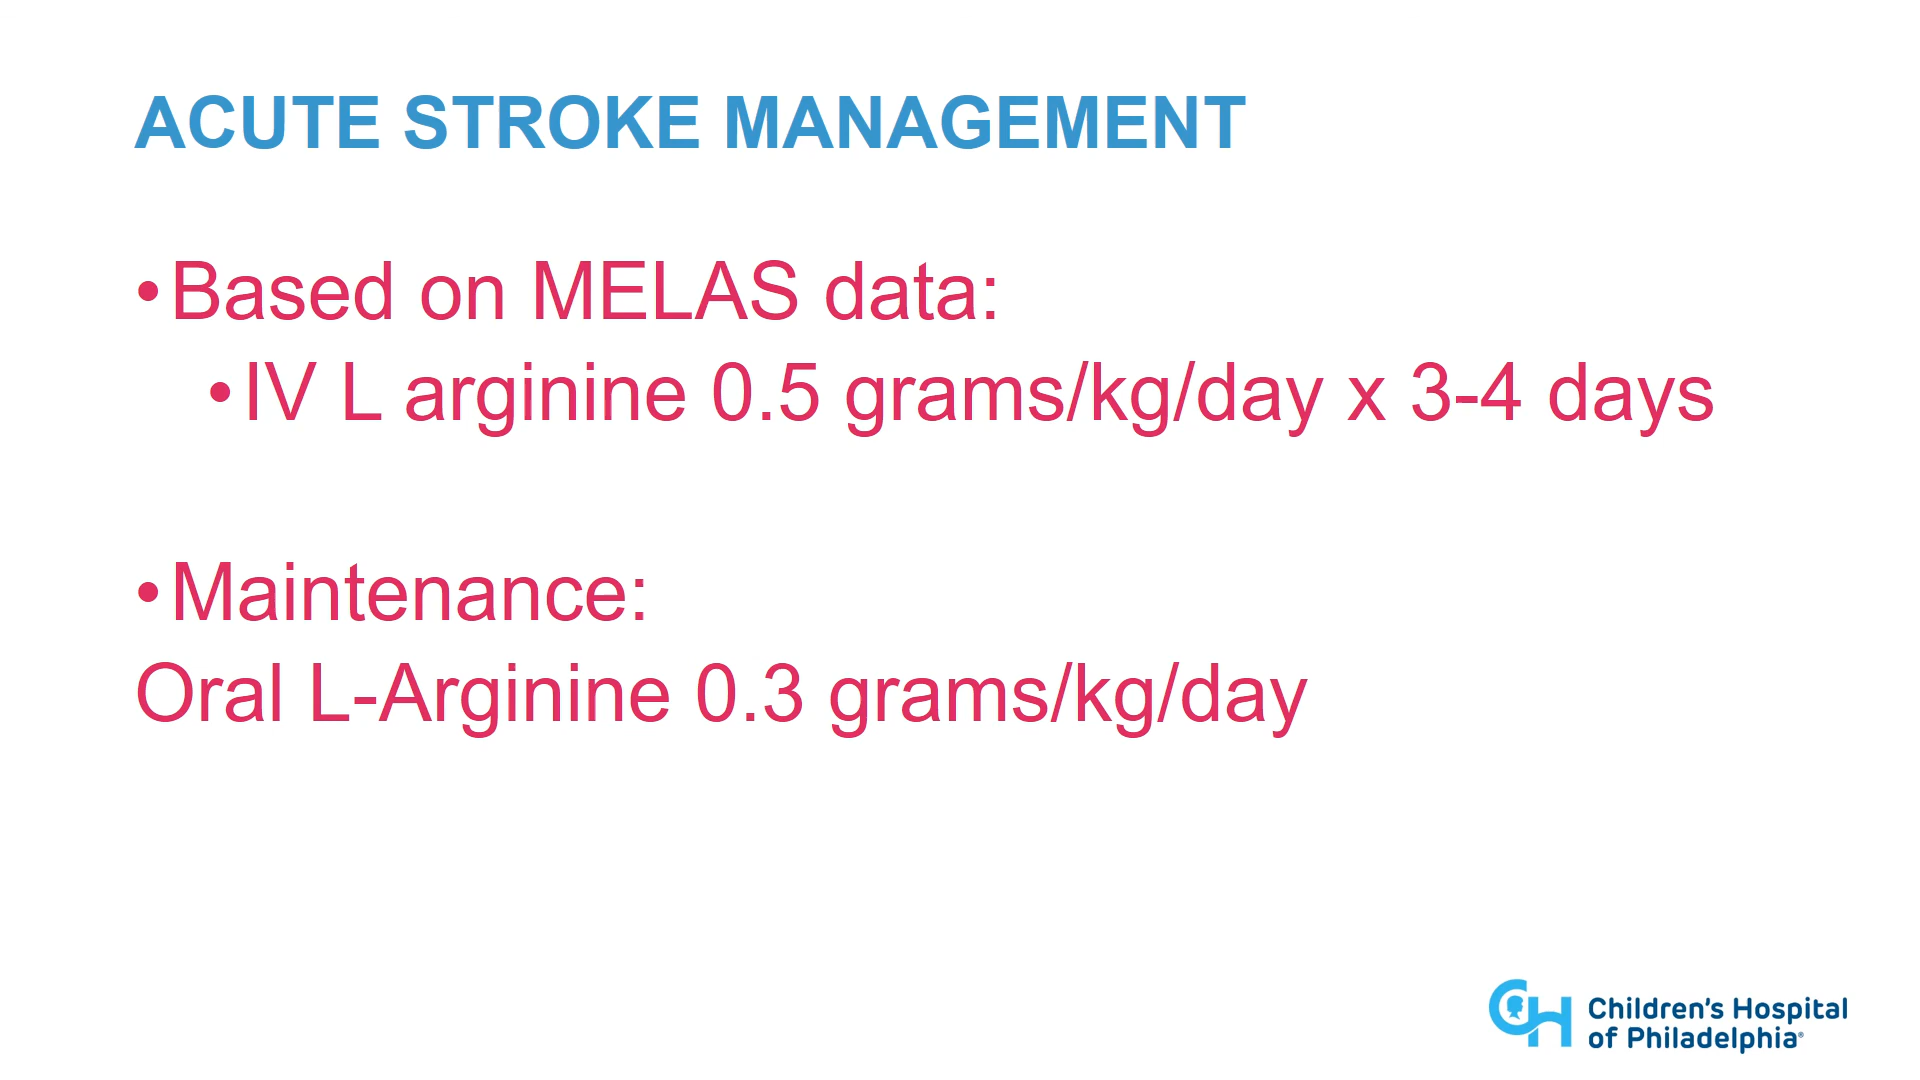 ACUTE STROKE MANAGEMENT
•Based on MELAS data:
•IV L arginine 0.5 grams/kg/day x 3-4 days
•Maintenance:
Oral L-Arginine 0.3 grams/kg/day
CH Children's Hospital
of Philadelphia®